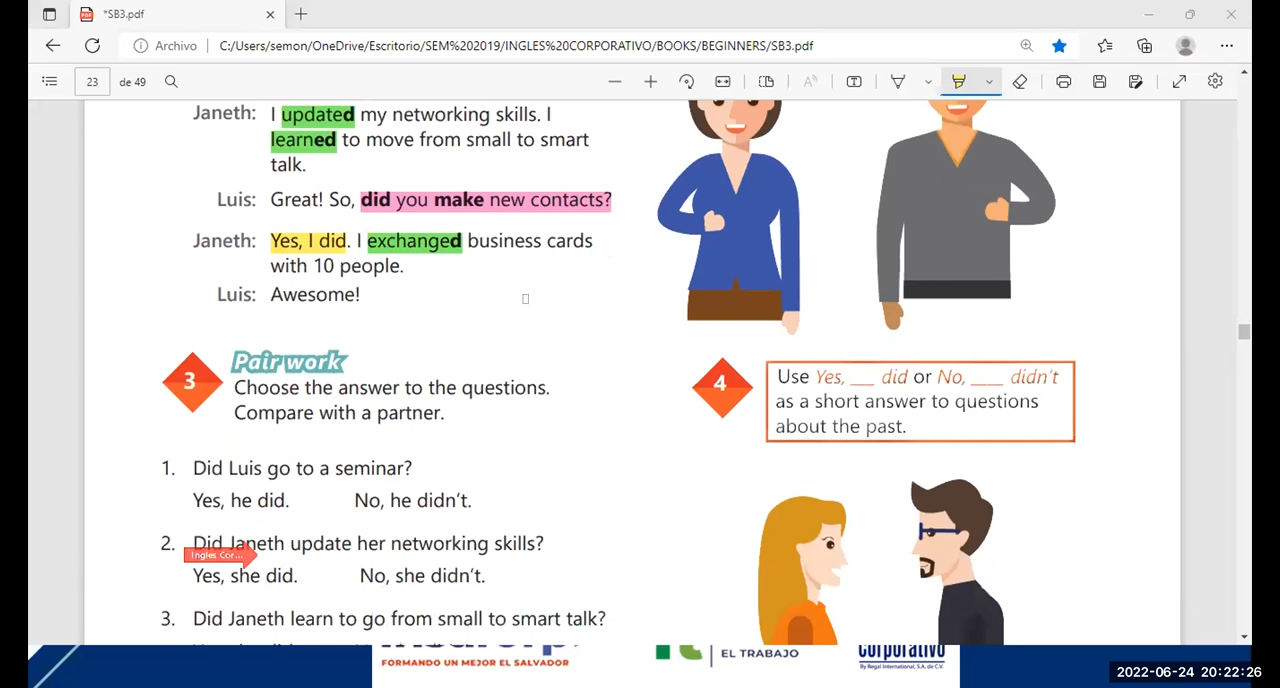 *SB3.pdf
Archivo
C:/Users/semon/OneDrive/Escritorio/SEM%202019/INGLES%20CORPORATIVO/BOOKS/BEGINNERS/SB3.pdf
23 de 49
Janeth: I updated my networking skills. I
learned to move from small to smart
talk.
Luis: Great! So, did you make new contacts?
Janeth: Yes, I did. I exchanged business cards
with 10 people.
Luis: Awesome!
3 Pair work
Choose the answer to the questions.
Compare with a partner.
1. Did Luis go to a seminar?
Yes, he did. No, he didn't.
2. Did Janeth update her networking skills?
Ingles Cor...
Yes, she did. No, she didn't.
3. Did Janeth learn to go from small to smart talk?
4 Use Yes, ___ did or No, ___ didn't
as a short answer to questions
about the past.
FORMANDO UN MEJOR EL SALVADOR
EL TRABAJO
corporativo
By Regal International, S.A. de C.V.
2022-06-24 20:22:26